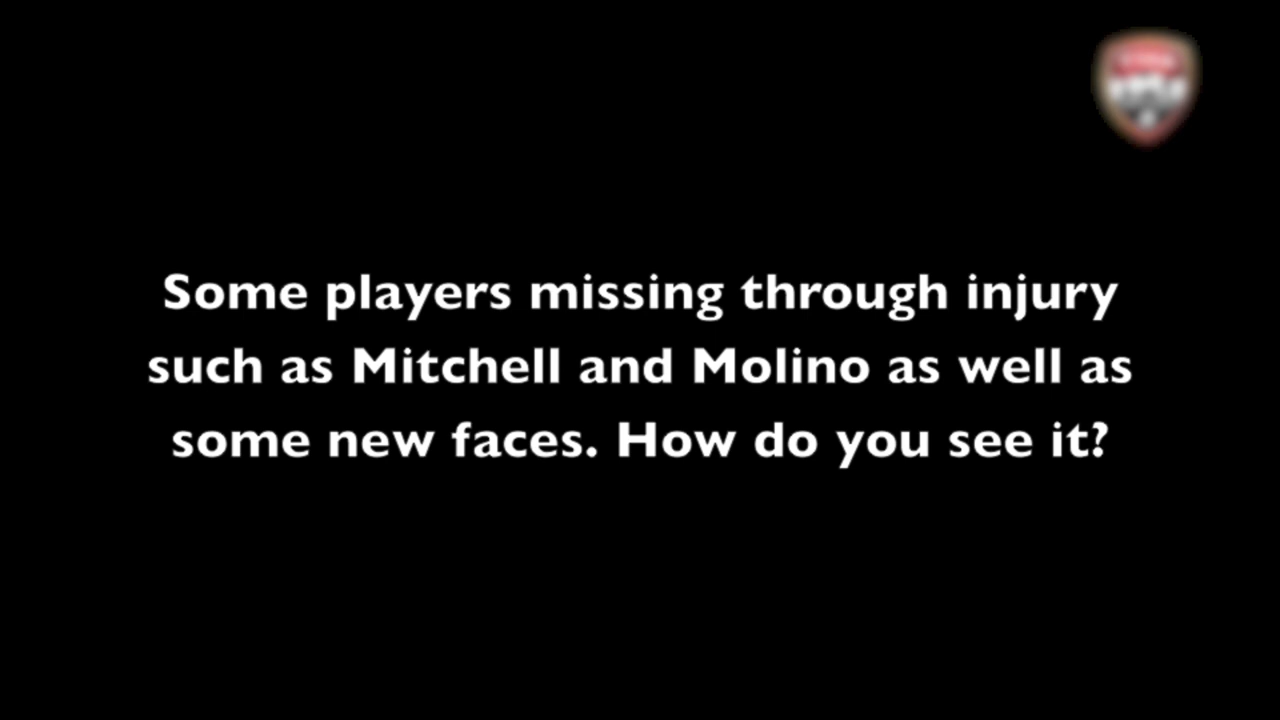 Some players missing through injury
such as Mitchell and Molino as well as
some new faces. How do you see it?